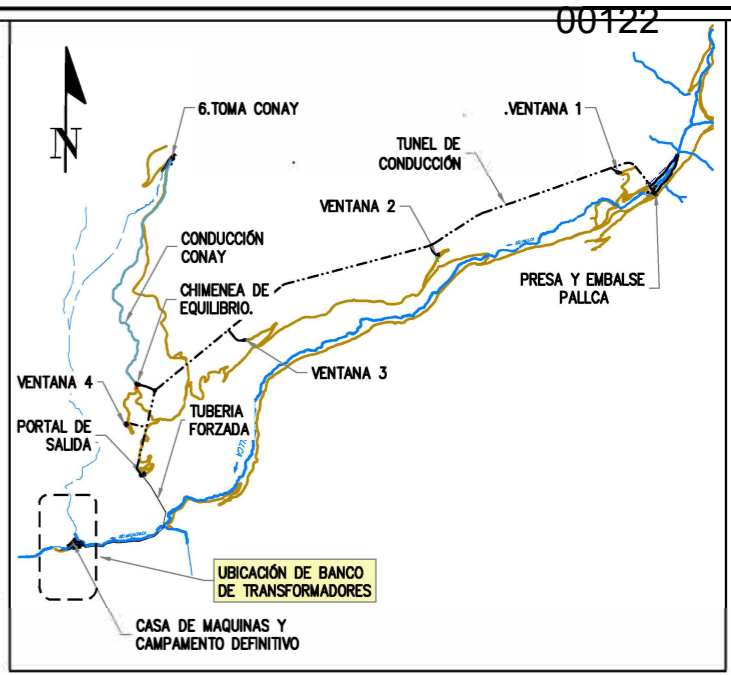 00122
N
6.TOMA CONAY
.VENTANA 1
TUNEL DE
CONDUCCIÓN
VENTANA 2
CONDUCCIÓN
CONAY
PRESA Y EMBALSE
PALLCA
CHIMENEA DE
EQUILIBRIO.
VENTANA 3
VENTANA 4
TUBERIA
FORZADA
PORTAL DE
SALIDA
UBICACIÓN DE BANCO
DE TRANSFORMADORES
CASA DE MAQUINAS Y
CAMPAMENTO DEFINITIVO